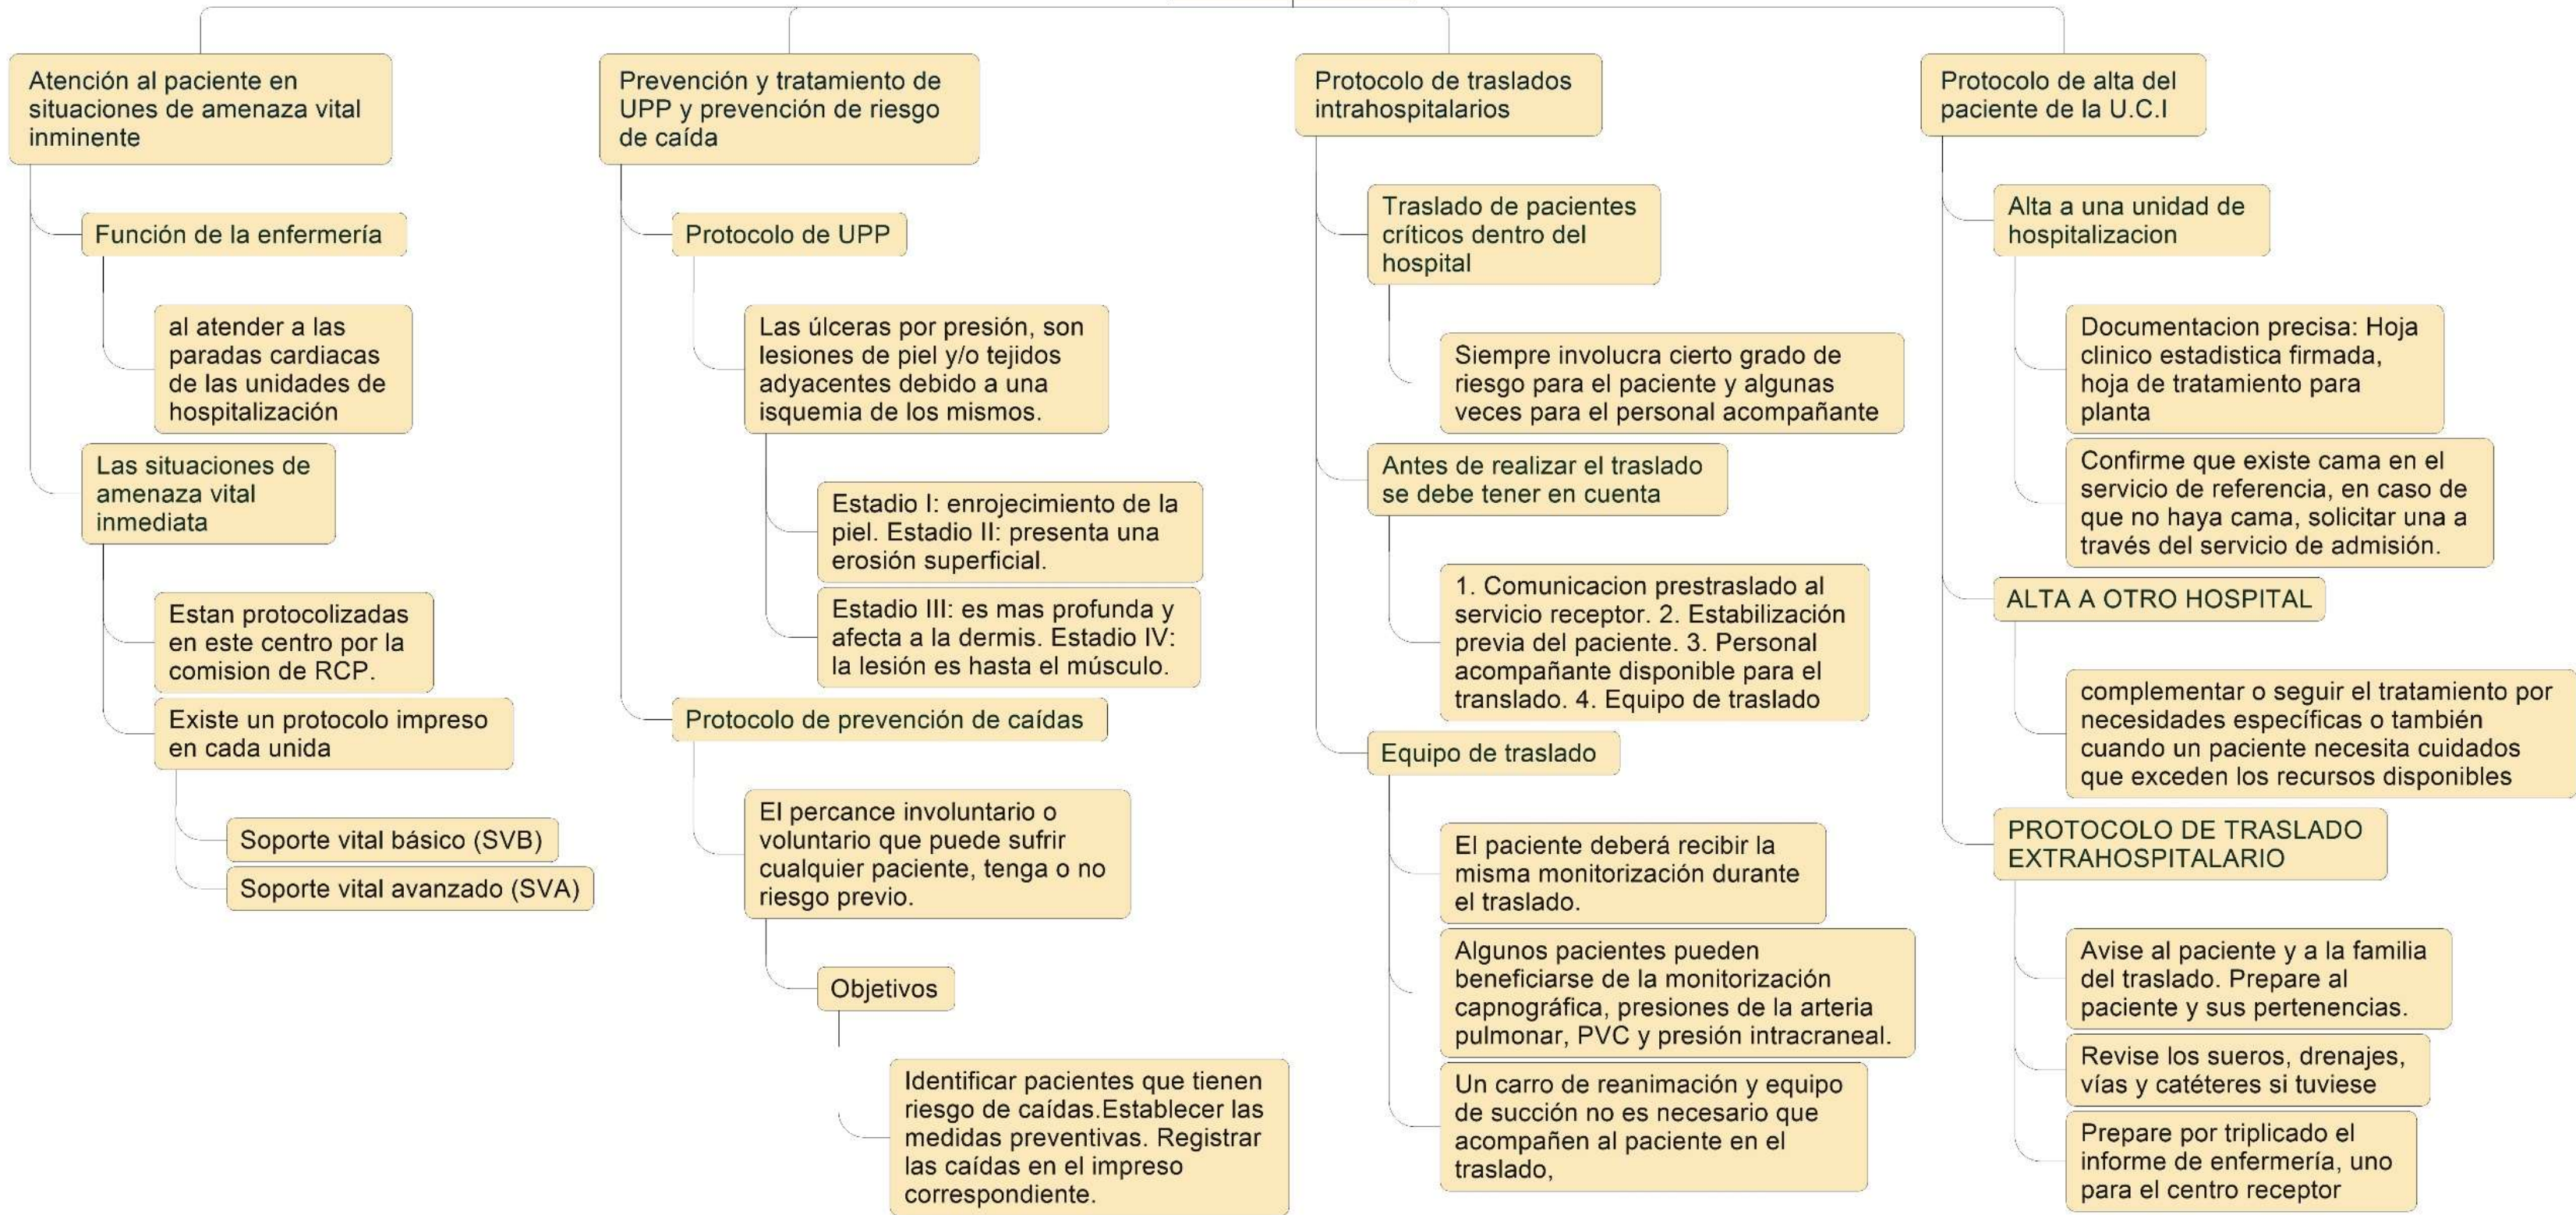 Atención al paciente en
situaciones de amenaza vital
inminente
Función de la enfermería
al atender a las
paradas cardiacas
de las unidades de
hospitalización
Las situaciones de
amenaza vital
inmediata
Estan protocolizadas
en este centro por la
comision de RCP.
Existe un protocolo impreso
en cada unida
Soporte vital básico (SVB)
Soporte vital avanzado (SVA)
Prevención y tratamiento de
UPP y prevención de riesgo
de caída
Protocolo de UPP
Las úlceras por presión, son
lesiones de piel y/o tejidos
adyacentes debido a una
isquemia de los mismos.
Estadio I: enrojecimiento de la
piel. Estadio II: presenta una
erosión superficial.
Estadio III: es mas profunda y
afecta a la dermis. Estadio IV:
la lesión es hasta el músculo.
Protocolo de prevención de caídas
El percance involuntario o
voluntario que puede sufrir
cualquier paciente, tenga o no
riesgo previo.
Objetivos
Identificar pacientes que tienen
riesgo de caídas.Establecer las
medidas preventivas. Registrar
las caídas en el impreso
correspondiente.
Protocolo de traslados
intrahospitalarios
Traslado de pacientes
críticos dentro del
hospital
Siempre involucra cierto grado de
riesgo para el paciente y algunas
veces para el personal acompañante
Antes de realizar el traslado
se debe tener en cuenta
1. Comunicacion prestraslado al
servicio receptor. 2. Estabilización
previa del paciente. 3. Personal
acompañante disponible para el
translado. 4. Equipo de traslado
Equipo de traslado
El paciente deberá recibir la
misma monitorización durante
el traslado.
Algunos pacientes pueden
beneficiarse de la monitorización
capnográfica, presiones de la arteria
pulmonar, PVC y presión intracraneal.
Un carro de reanimación y equipo
de succión no es necesario que
acompañen al paciente en el
traslado,
Protocolo de alta del
paciente de la U.C.I
Alta a una unidad de
hospitalizacion
Documentacion precisa: Hoja
clinico estadistica firmada,
hoja de tratamiento para
planta
Confirme que existe cama en el
servicio de referencia, en caso de
que no haya cama, solicitar una a
través del servicio de admisión.
ALTA A OTRO HOSPITAL
complementar o seguir el tratamiento por
necesidades específicas o también
cuando un paciente necesita cuidados
que exceden los recursos disponibles
PROTOCOLO DE TRASLADO
EXTRAHOSPITALARIO
Avise al paciente y a la familia
del traslado. Prepare al
paciente y sus pertenencias.
Revise los sueros, drenajes,
vías y catéteres si tuviese
Prepare por triplicado el
informe de enfermería, uno
para el centro receptor